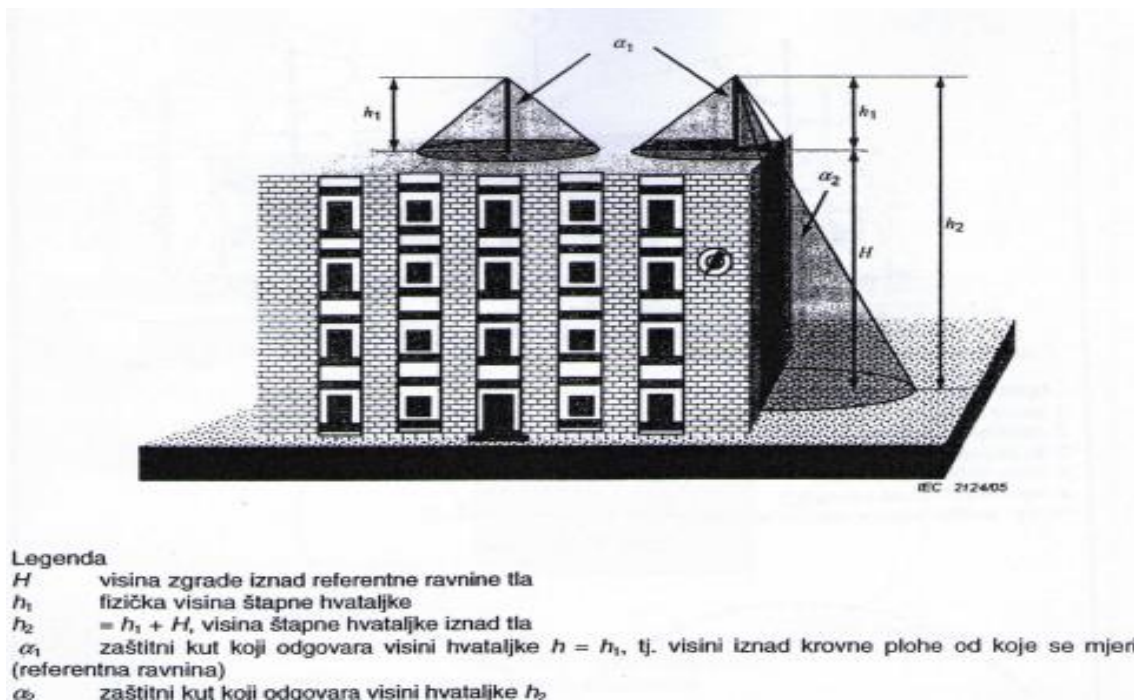 α₁
h₁
h₁
α₂
H
h₂
IEC 2124/05
Legenda
H visina zgrade iznad referentne ravnine tla
h₁ fizička visina štapne hvataljke
h₂ = h₁ + H, visina štapne hvataljke iznad tla
α₁ zaštitni kut koji odgovara visini hvataljke h = h₁, tj. visini iznad krovne plohe od koje se mjeri
(referentna ravnina)
α₂ zaštitni kut koji odgovara visini hvataljke h₂